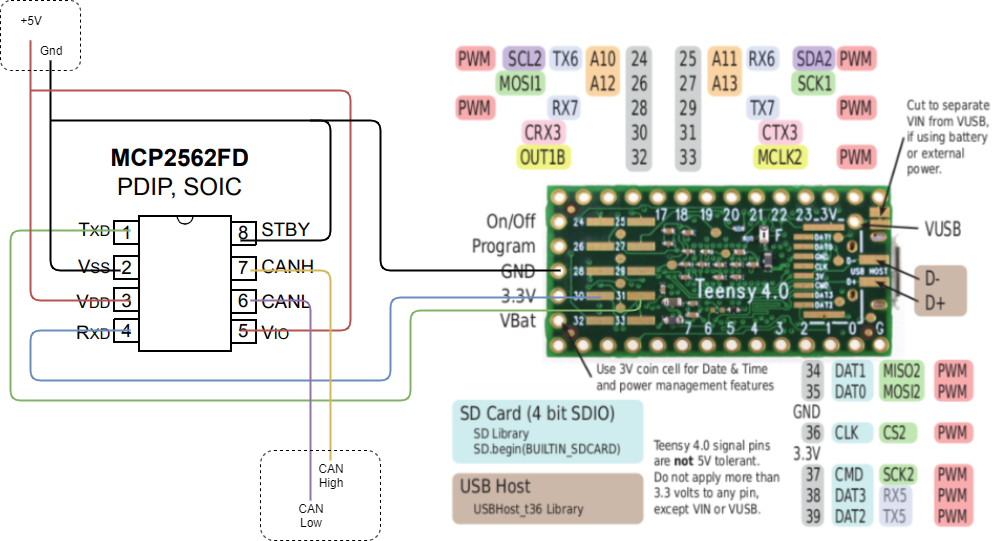 +5V
Gnd
MCP2562FD
PDIP, SOIC
TXD 1
VSS 2
VDD 3
RXD 4
8 STBY
7 CANH
6 CANL
5 VIO
CAN
High
CAN
Low
PWM SCL2 TX6 A10 24 25 A11 RX6 SDA2 PWM
MOSI1 A12 26 27 A13 SCK1
PWM RX7 28 29 TX7 PWM
CRX3 30 31 CTX3
OUT1B 32 33 MCLK2 PWM
Cut to separate
VIN from VUSB,
if using battery
or external
power.
On/Off
Program
GND
3.3V
VBat
17 18 19 20 21 22 23 3V
24 25
26 27
28 29
30 31
32 33
F
Teensy 4.0
DAT1
DAT0
GND
CLK
3V
CMD
DAT3
DAT2
D-
USB HOST
D+
7 6 5 4 3 2 1 0 G
VUSB
D-
D+
Use 3V coin cell for Date & Time
and power management features
SD Card (4 bit SDIO)
SD Library
SD.begin(BUILTIN_SDCARD)
USB Host
USBHost_t36 Library
Teensy 4.0 signal pins
are not 5V tolerant.
Do not apply more than
3.3 volts to any pin,
except VIN or VUSB.
34 DAT1 MISO2 PWM
35 DAT0 MOSI2 PWM
GND
36 CLK CS2 PWM
3.3V
37 CMD SCK2 PWM
38 DAT3 RX5 PWM
39 DAT2 TX5 PWM